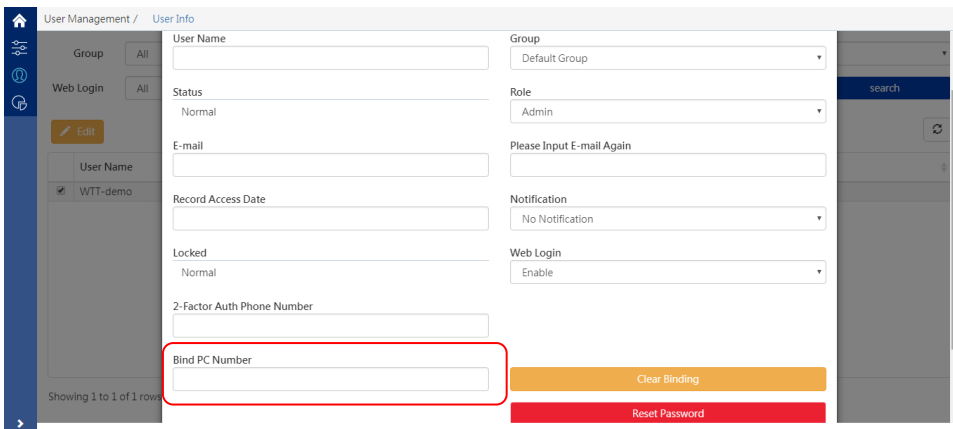 User Management / User Info
User Name
Group
Default Group
Group
All
Status
Role
Web Login
All
search
Normal
Admin
Edit
E-mail
Please Input E-mail Again
User Name
WTT-demo
Record Access Date
Notification
No Notification
Locked
Web Login
Normal
Enable
2-Factor Auth Phone Number
Bind PC Number
Clear Binding
Showing 1 to 1 of 1 rows
Reset Password